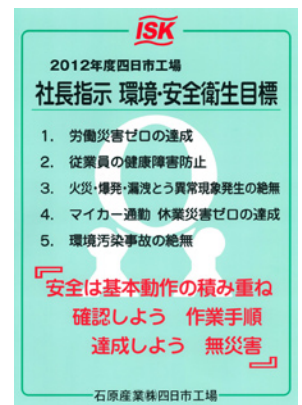 ISK
2012年度四日市工場
社長指示 環境・安全衛生目標
1. 労働災害ゼロの達成
2. 従業員の健康障害防止
3. 火災・爆発・漏洩とう異常現象発生の絶無
4. マイカー通勤 休業災害ゼロの達成
5. 環境汚染事故の絶無
『安全は基本動作の積み重ね
確認しよう 作業手順
達成しよう 無災害』
石原産業㈱四日市工場